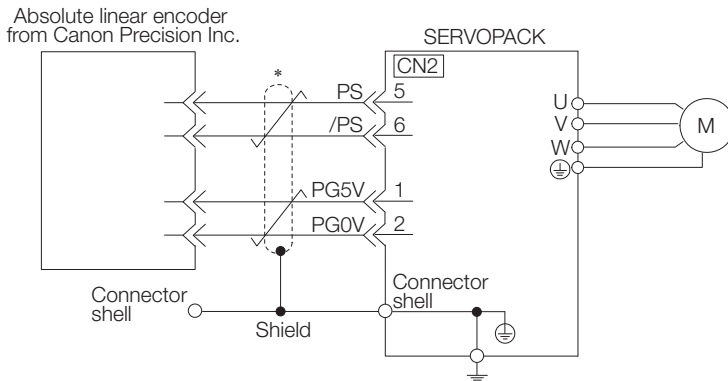 Absolute linear encoder
from Canon Precision Inc.
SERVOPACK
CN2
*
PS 5
/PS 6
PG5V 1
PG0V 2
U
V
W
M
Connector
shell
Shield
Connector
shell